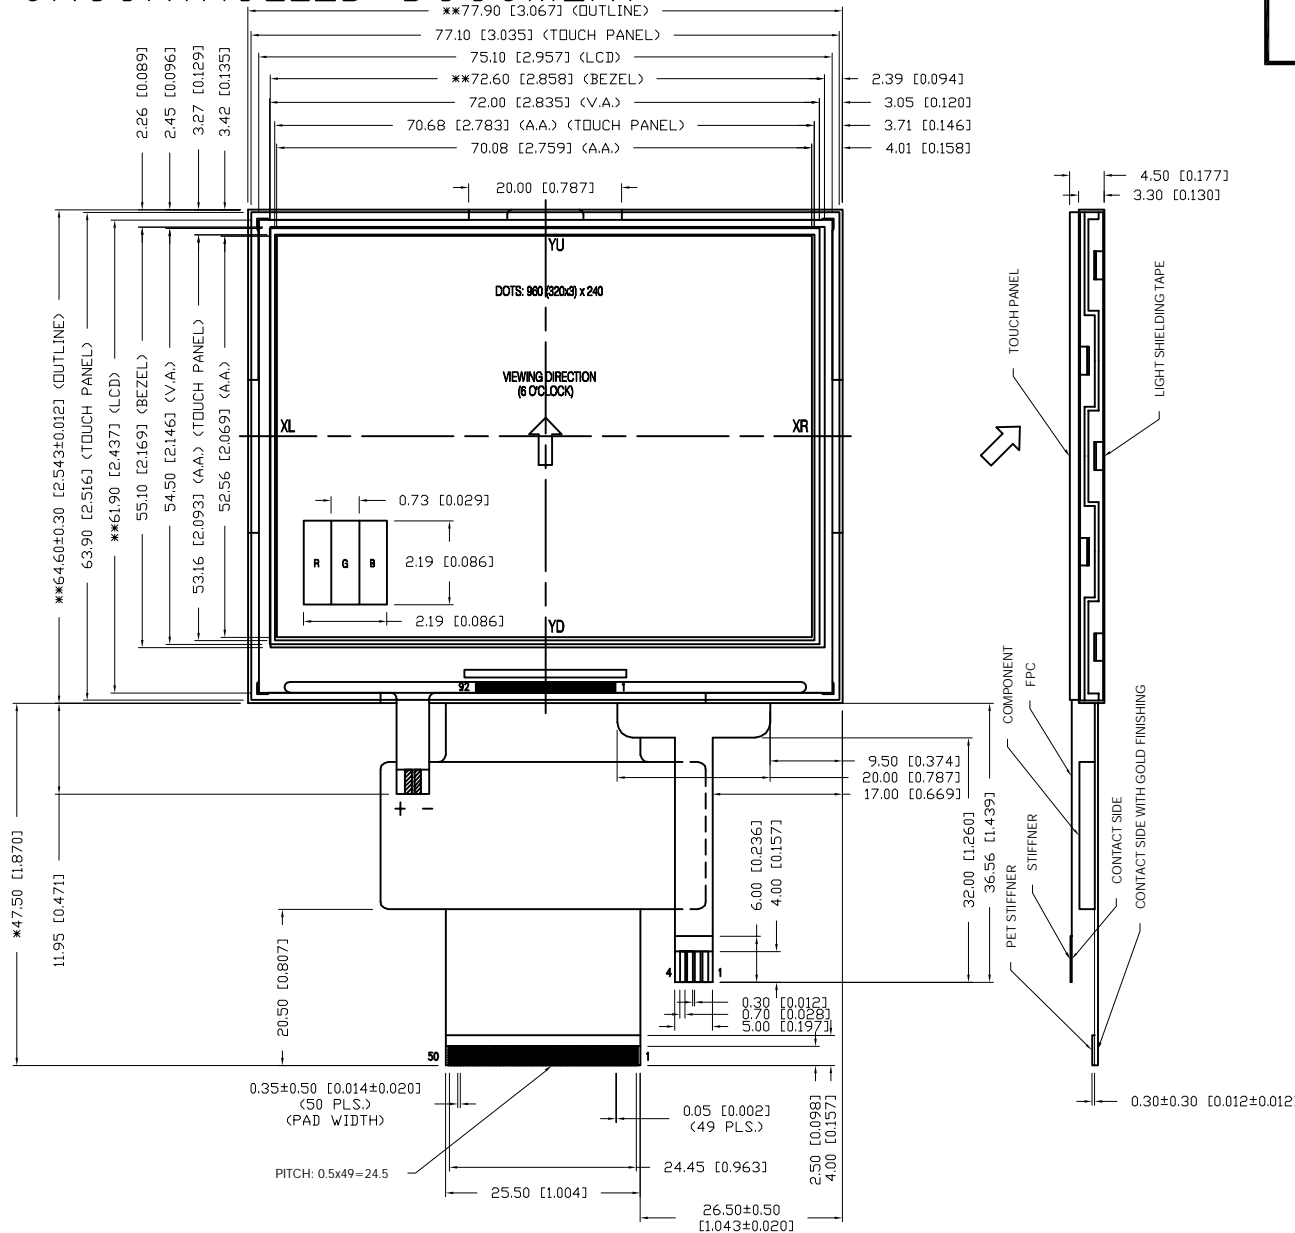 **77.90 [3.067] (OUTLINE)
77.10 [3.035] (TOUCH PANEL)
75.10 [2.957] (LCD)
**72.60 [2.858] (BEZEL)
72.00 [2.835] (V.A.)
70.68 [2.783] (A.A.) (TOUCH PANEL)
70.08 [2.759] (A.A.)
20.00 [0.787]
2.39 [0.094]
3.05 [0.120]
3.71 [0.146]
4.01 [0.158]
2.26 [0.089]
2.45 [0.096]
3.27 [0.129]
3.42 [0.135]
4.50 [0.177]
3.30 [0.130]
YU
DOTS: 960 (320x3) x 240
VIEWING DIRECTION
(6 O'CLOCK)
XL
XR
0.73 [0.029]
R G B
2.19 [0.086]
2.19 [0.086]
YD
92
1
**64.60±0.30 [2.543±0.012] (OUTLINE)
63.90 [2.516] (TOUCH PANEL)
**61.90 [2.437] (LCD)
55.10 [2.169] (BEZEL)
54.50 [2.146] (V.A.)
53.16 [2.093] (A.A.) (TOUCH PANEL)
52.56 [2.069] (A.A.)
TOUCH PANEL
LIGHT SHIELDING TAPE
COMPONENT
FPC
STIFFNER
PET STIFFNER
CONTACT SIDE
CONTACT SIDE WITH GOLD FINISHING
+ −
9.50 [0.374]
20.00 [0.787]
17.00 [0.669]
*47.50 [1.870]
11.95 [0.471]
20.50 [0.807]
6.00 [0.236]
4.00 [0.157]
32.00 [1.260]
36.56 [1.439]
4
1
0.30 [0.012]
0.70 [0.028]
5.00 [0.197]
50
1
0.35±0.50 [0.014±0.020]
(50 PLS.)
(PAD WIDTH)
0.05 [0.002]
(49 PLS.)
2.50 [0.098]
4.00 [0.157]
0.30±0.30 [0.012±0.012]
PITCH: 0.5x49=24.5
24.45 [0.963]
25.50 [1.004]
26.50±0.50
[1.043±0.020]